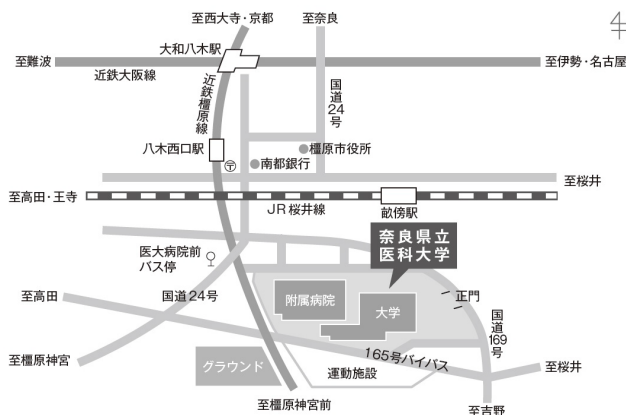 至西大寺・京都
至奈良
大和八木駅
至難波
近鉄大阪線
至伊勢・名古屋
近鉄橿原線
国道24号
八木西口駅
橿原市役所
南都銀行
至桜井
至高田・王寺
JR桜井線
畝傍駅
奈良県立
医科大学
医大病院前
バス停
至高田
国道24号
附属病院
大学
正門
国道169号
165号バイパス
至橿原神宮
グラウンド
運動施設
至桜井
至橿原神宮前
至吉野